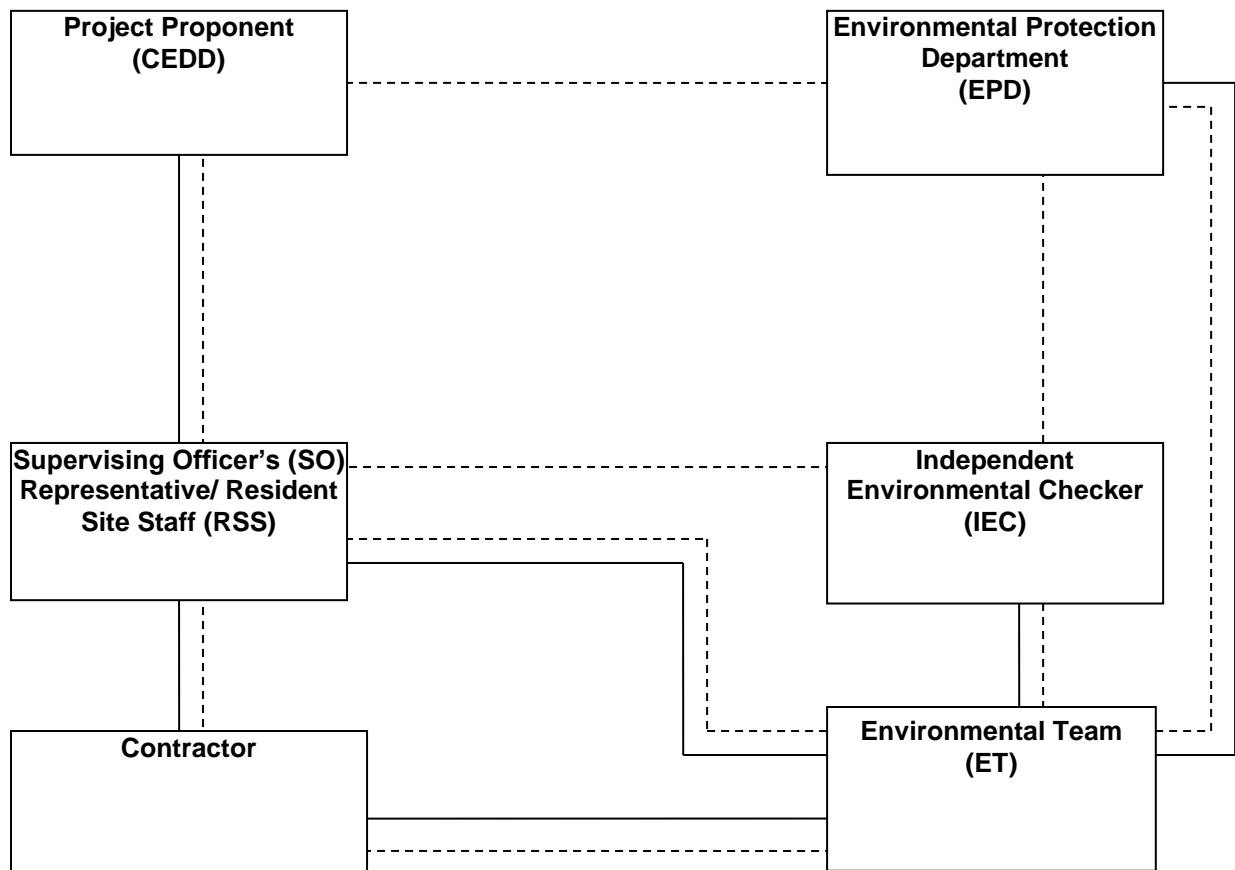 Project Proponent
(CEDD)
Environmental Protection
Department
(EPD)
Supervising Officer's (SO)
Representative/ Resident
Site Staff (RSS)
Independent
Environmental Checker
(IEC)
Contractor
Environmental Team
(ET)